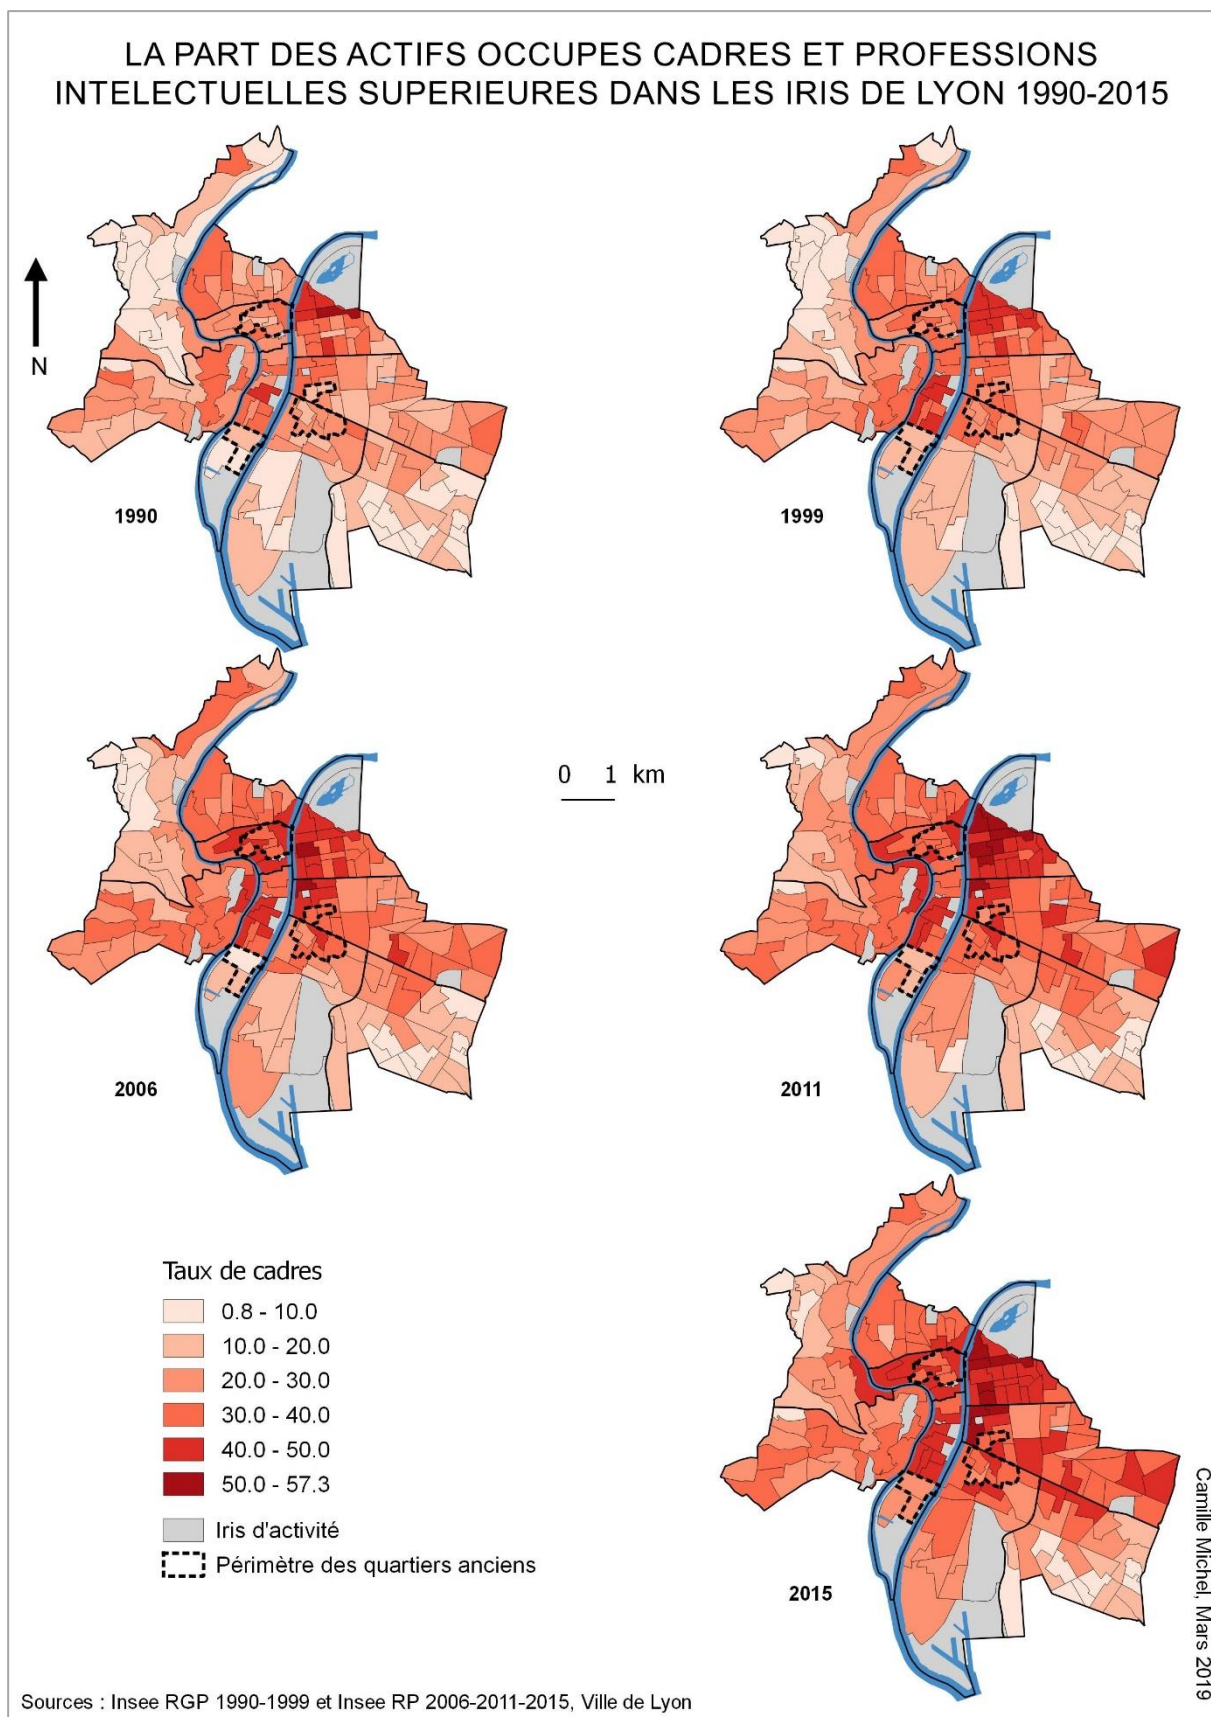 LA PART DES ACTIFS OCCUPES CADRES ET PROFESSIONS
INTELECTUELLES SUPERIEURES DANS LES IRIS DE LYON 1990-2015
N
1990
1999
0 1 km
2006
2011
Taux de cadres
0.8 - 10.0
10.0 - 20.0
20.0 - 30.0
30.0 - 40.0
40.0 - 50.0
50.0 - 57.3
Iris d'activité
Périmètre des quartiers anciens
2015
Camille Michel, Mars 2019
Sources : Insee RGP 1990-1999 et Insee RP 2006-2011-2015, Ville de Lyon